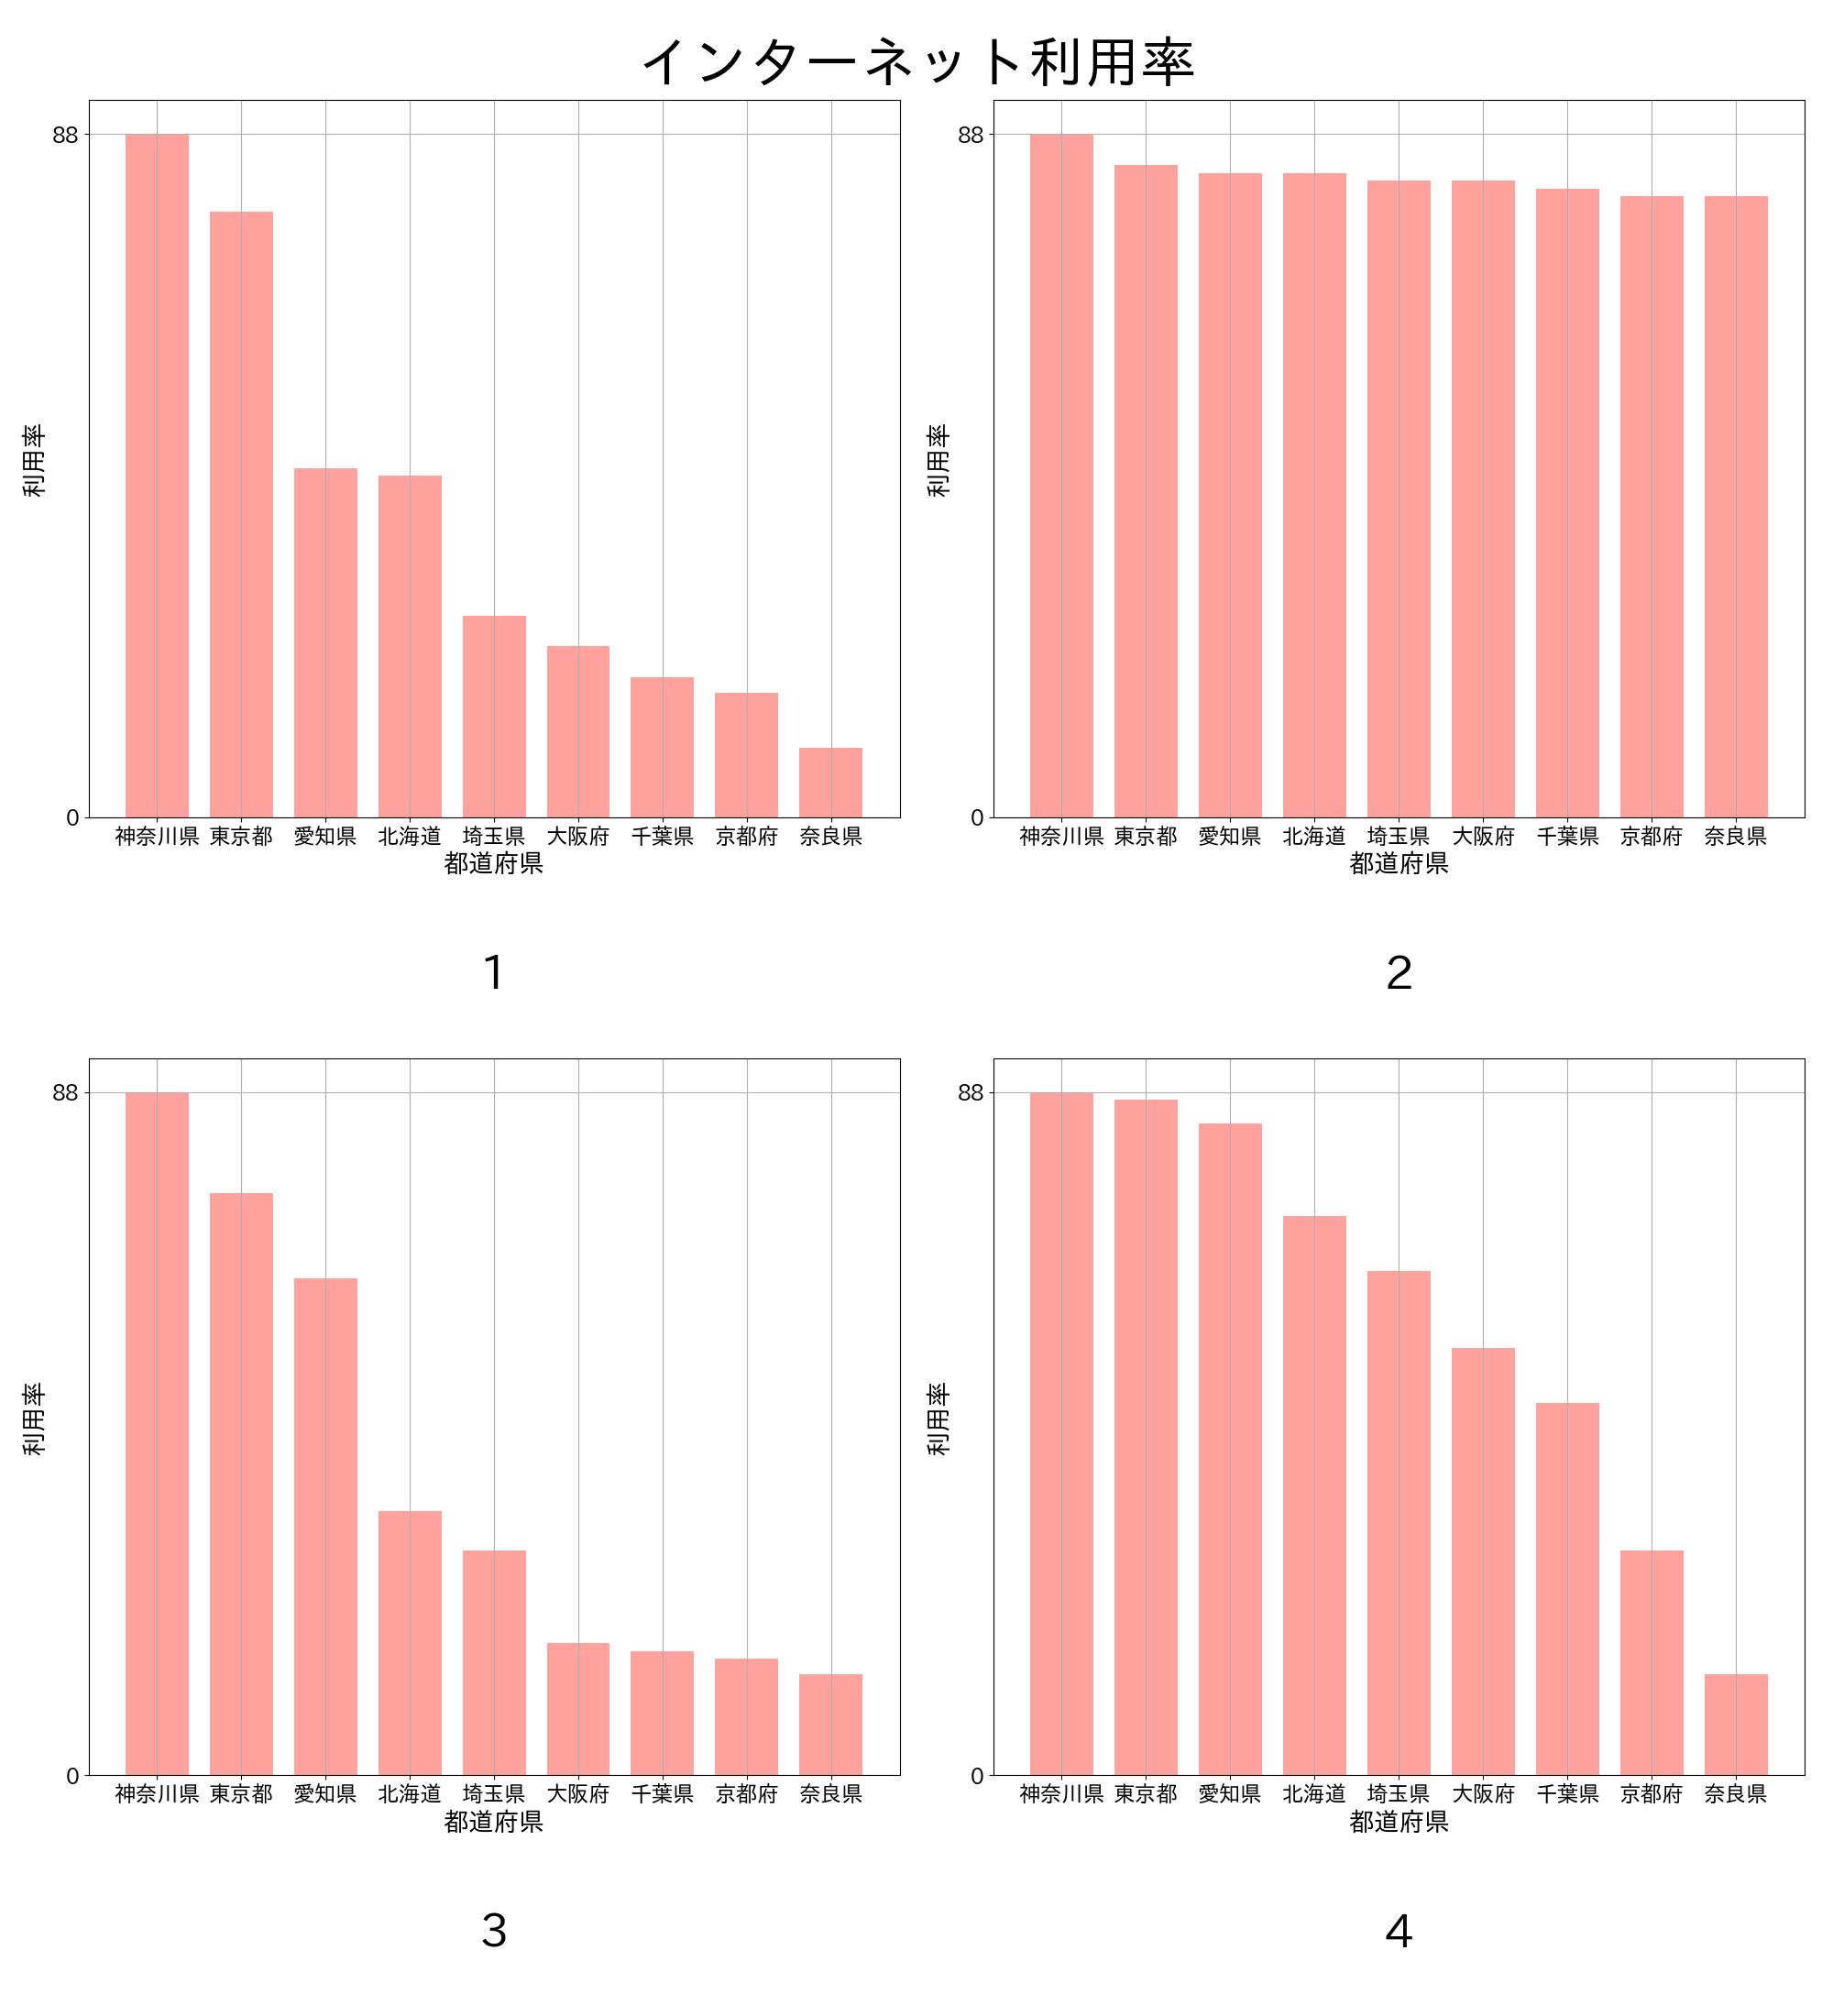 インターネット利用率
88
0
利用率
神奈川県 東京都 愛知県 北海道 埼玉県 大阪府 千葉県 京都府 奈良県
都道府県
1
88
0
利用率
神奈川県 東京都 愛知県 北海道 埼玉県 大阪府 千葉県 京都府 奈良県
都道府県
2
88
0
利用率
神奈川県 東京都 愛知県 北海道 埼玉県 大阪府 千葉県 京都府 奈良県
都道府県
3
88
0
利用率
神奈川県 東京都 愛知県 北海道 埼玉県 大阪府 千葉県 京都府 奈良県
都道府県
4